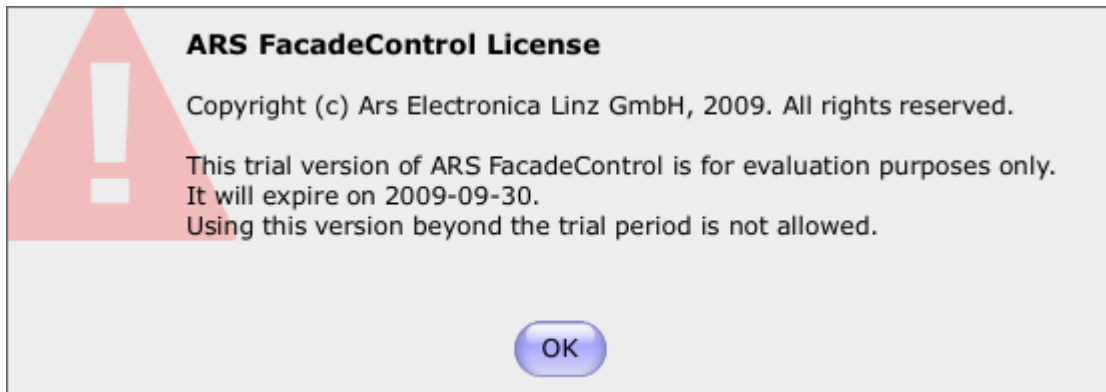 ARS FacadeControl License
Copyright (c) Ars Electronica Linz GmbH, 2009. All rights reserved.
This trial version of ARS FacadeControl is for evaluation purposes only.
It will expire on 2009-09-30.
Using this version beyond the trial period is not allowed.
OK